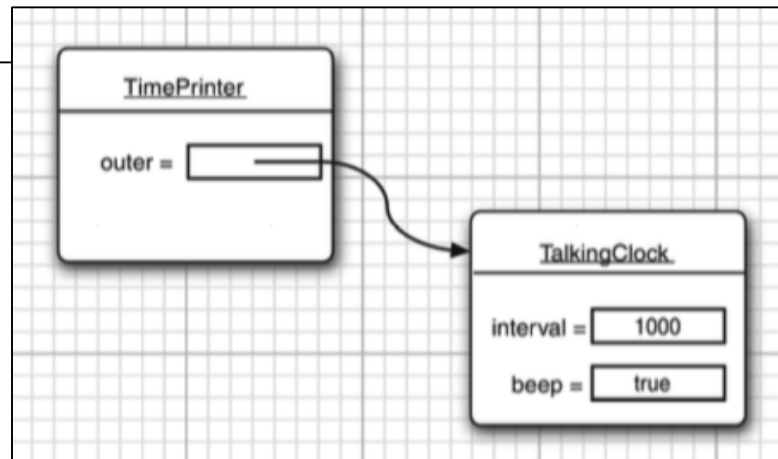 TimePrinter
outer =
TalkingClock
interval = 1000
beep = true